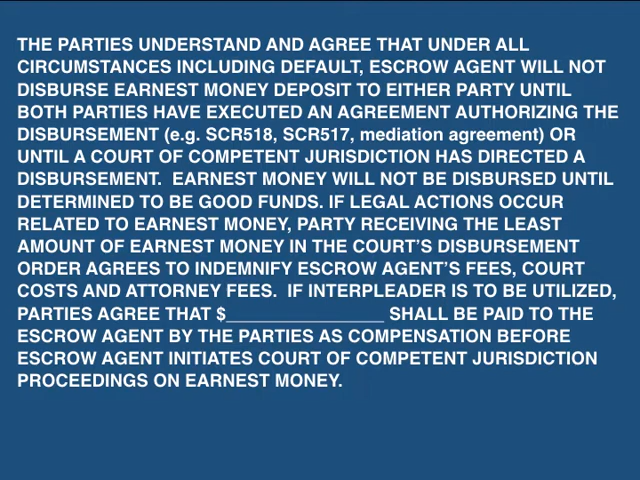 THE PARTIES UNDERSTAND AND AGREE THAT UNDER ALL
CIRCUMSTANCES INCLUDING DEFAULT, ESCROW AGENT WILL NOT
DISBURSE EARNEST MONEY DEPOSIT TO EITHER PARTY UNTIL
BOTH PARTIES HAVE EXECUTED AN AGREEMENT AUTHORIZING THE
DISBURSEMENT (e.g. SCR518, SCR517, mediation agreement) OR
UNTIL A COURT OF COMPETENT JURISDICTION HAS DIRECTED A
DISBURSEMENT.  EARNEST MONEY WILL NOT BE DISBURSED UNTIL
DETERMINED TO BE GOOD FUNDS. IF LEGAL ACTIONS OCCUR
RELATED TO EARNEST MONEY, PARTY RECEIVING THE LEAST
AMOUNT OF EARNEST MONEY IN THE COURT'S DISBURSEMENT
ORDER AGREES TO INDEMNIFY ESCROW AGENT'S FEES, COURT
COSTS AND ATTORNEY FEES.  IF INTERPLEADER IS TO BE UTILIZED,
PARTIES AGREE THAT $________________ SHALL BE PAID TO THE
ESCROW AGENT BY THE PARTIES AS COMPENSATION BEFORE
ESCROW AGENT INITIATES COURT OF COMPETENT JURISDICTION
PROCEEDINGS ON EARNEST MONEY.